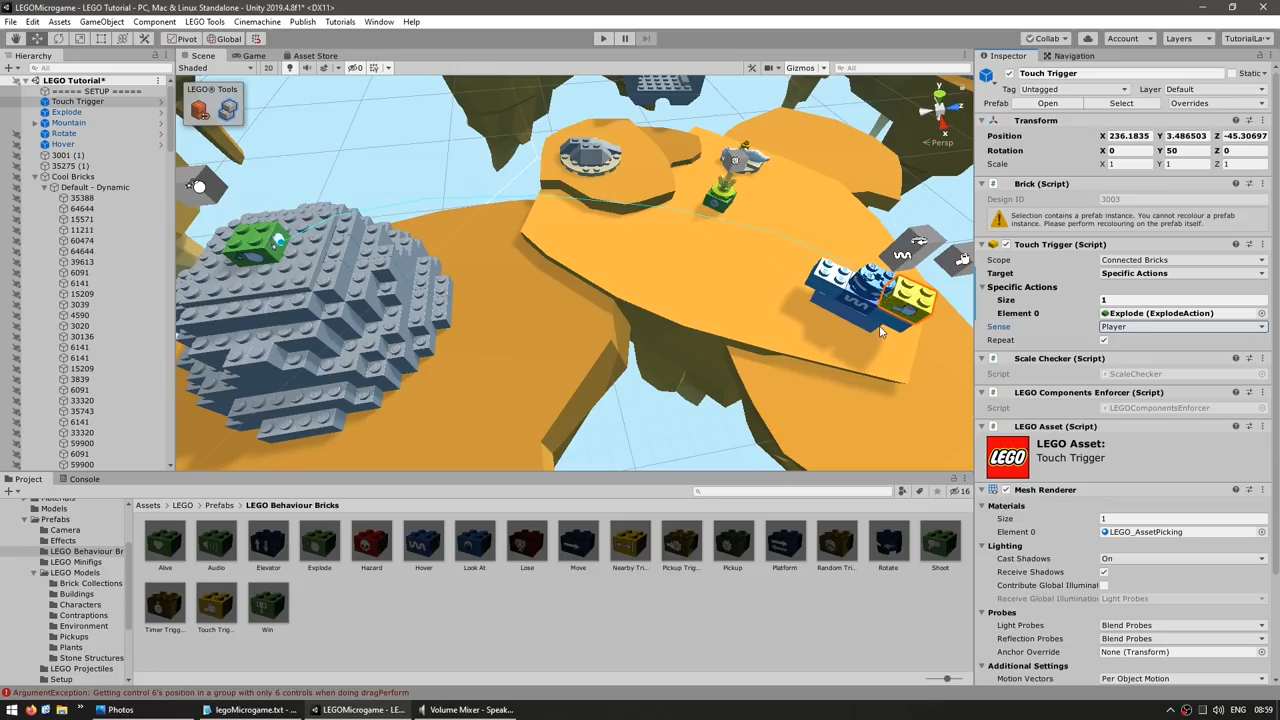 LEGOMicrogame - LEGO Tutorial - PC, Mac & Linux Standalone - Unity 2019.4.8f1* <DX11>
File Edit Assets GameObject Component LEGO Tools Cinemachine Publish Tutorials Window Help
Pivot Global Collab Account Layers TutorialLay
Hierarchy
All
LEGO Tutorial*
===== SETUP =====
Touch Trigger
Explode
Mountain
Rotate
Hover
3001 (1)
35275 (1)
Cool Bricks
Default - Dynamic
35388
64644
15571
11211
60474
64644
39613
6091
6141
15209
3039
4590
3020
30136
6141
6141
15209
3839
6091
33320
35743
6141
33320
59900
6091
59900
Scene Game Asset Store
Shaded 2D 0 Gizmos All
LEGO® Tools
y
z
x
Persp
Inspector Navigation
Touch Trigger Static
Tag Untagged Layer Default
Prefab Open Select Overrides
Transform
Position X 236.1835 Y 3.486503 Z -45.30697
Rotation X 0 Y 50 Z 0
Scale X 1 Y 1 Z 1
Brick (Script)
Design ID 3003
Selection contains a prefab instance. You cannot recolour a prefab instance. Please perform recolouring on the prefab itself.
Touch Trigger (Script)
Scope Connected Bricks
Target Specific Actions
Specific Actions
Size 1
Element 0 Explode (ExplodeAction)
Sense Player
Repeat
Scale Checker (Script)
Script ScaleChecker
LEGO Components Enforcer (Script)
Script LEGOComponentsEnforcer
LEGO Asset (Script)
LEGO
LEGO Asset:
Touch Trigger
Mesh Renderer
Materials
Size 1
Element 0 LEGO_AssetPicking
Lighting
Cast Shadows On
Receive Shadows
Contribute Global Illuminat
Receive Global Illumination Light Probes
Probes
Light Probes Blend Probes
Reflection Probes Blend Probes
Anchor Override None (Transform)
Additional Settings
Motion Vectors Per Object Motion
Project Console
16
Materials
Models
Prefabs
Camera
Effects
LEGO Behaviour Br
LEGO Minifigs
LEGO Models
Brick Collections
Buildings
Characters
Contraptions
Environment
Pickups
Plants
Stone Structures
LEGO Projectiles
Setup
Assets > LEGO > Prefabs > LEGO Behaviour Bricks
Alive Audio Elevator Explode Hazard Hover Look At Lose Move Nearby Tri... Pickup Trig... Pickup Platform Random Tri... Rotate Shoot
Timer Trigg... Touch Trig... Win
ArgumentException: Getting control 6's position in a group with only 6 controls when doing dragPerform
Photos legoMicrogame.txt - ... LEGOMicrogame - LE... Volume Mixer - Speak... ENG 08:59